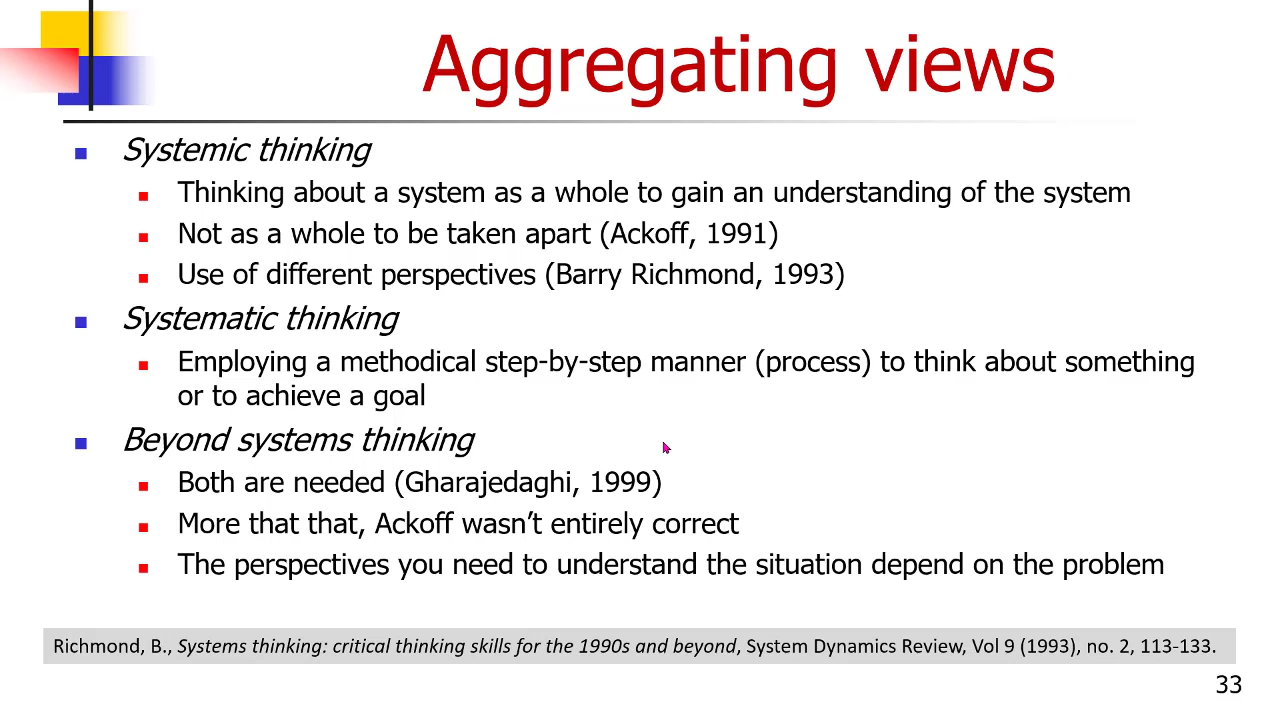 Aggregating views
Systemic thinking
Thinking about a system as a whole to gain an understanding of the system
Not as a whole to be taken apart (Ackoff, 1991)
Use of different perspectives (Barry Richmond, 1993)
Systematic thinking
Employing a methodical step-by-step manner (process) to think about something
or to achieve a goal
Beyond systems thinking
Both are needed (Gharajedaghi, 1999)
More that that, Ackoff wasn't entirely correct
The perspectives you need to understand the situation depend on the problem
Richmond, B., Systems thinking: critical thinking skills for the 1990s and beyond, System Dynamics Review, Vol 9 (1993), no. 2, 113-133.
33